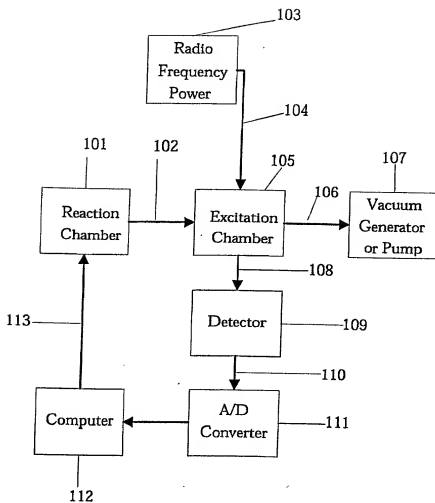 103
Radio
Frequency
Power
104
101
102
105
106
107
Reaction
Chamber
Excitation
Chamber
Vacuum
Generator
or Pump
108
Detector
109
113
110
Computer
A/D
Converter
111
112